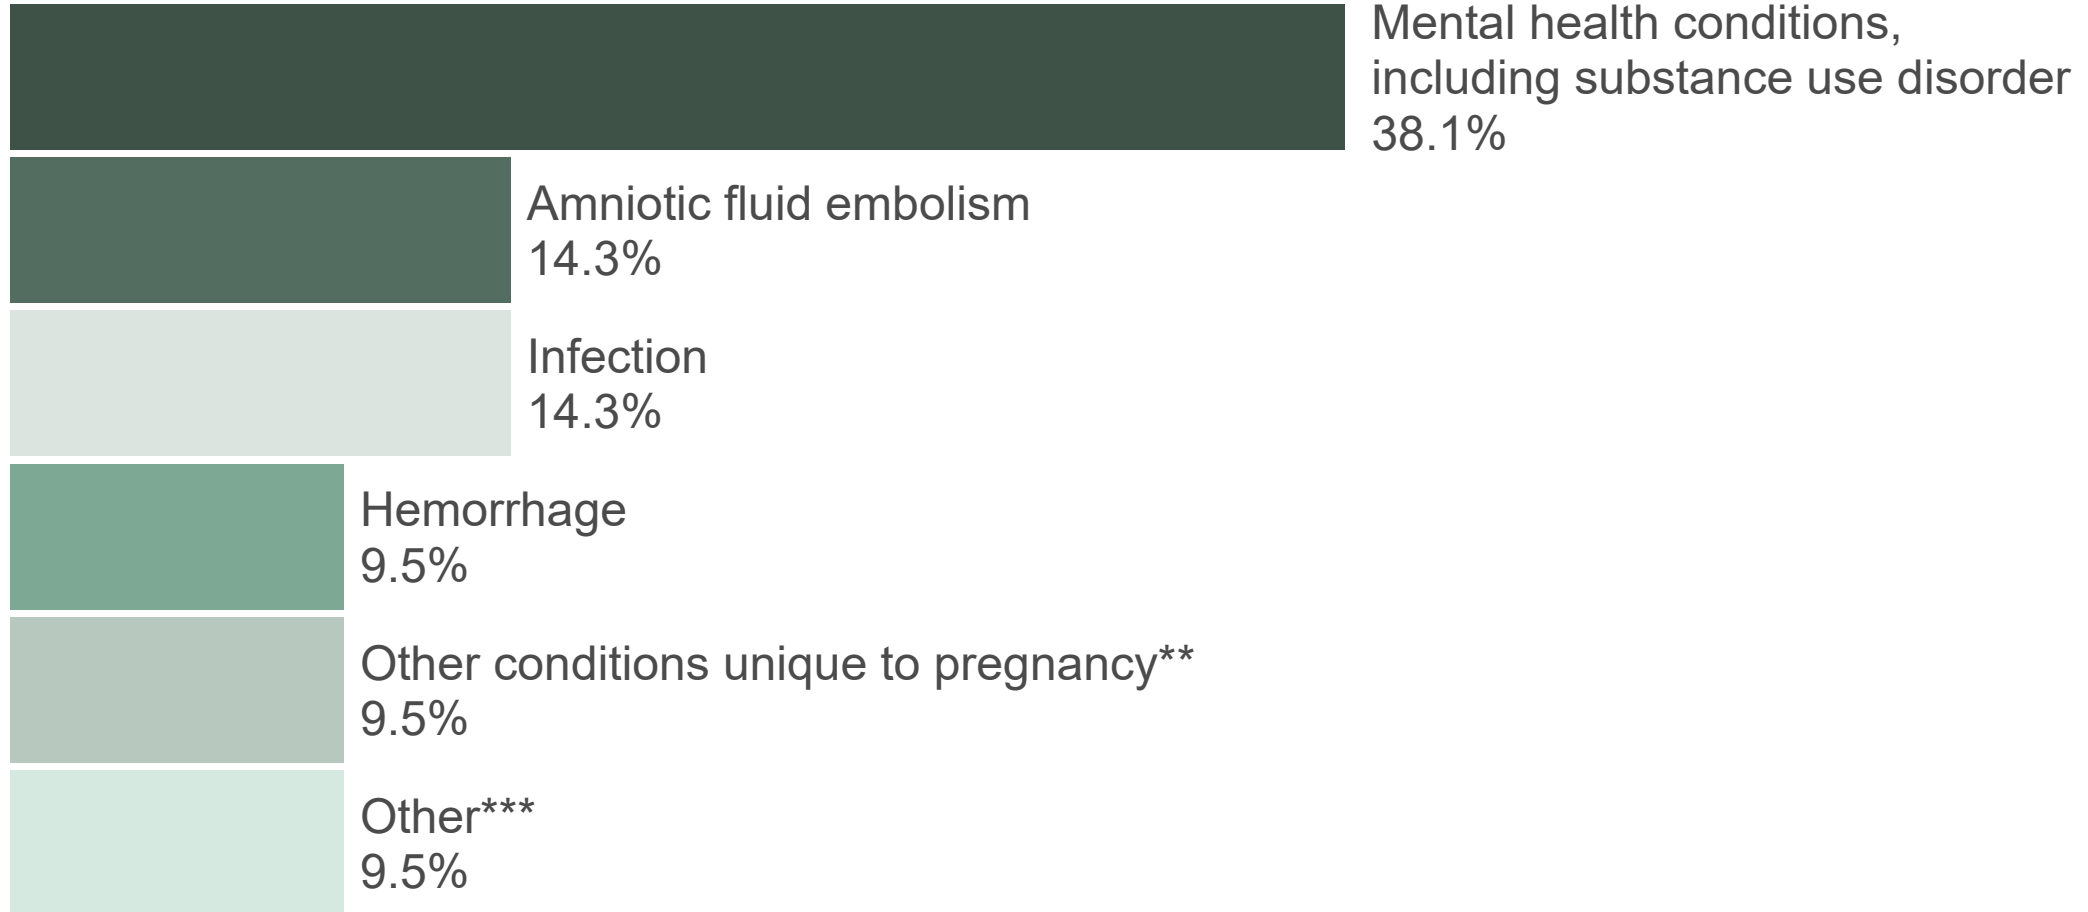 Mental health conditions,
including substance use disorder
38.1%
Amniotic fluid embolism
14.3%
Infection
14.3%
Hemorrhage
9.5%
Other conditions unique to pregnancy**
9.5%
Other***
9.5%